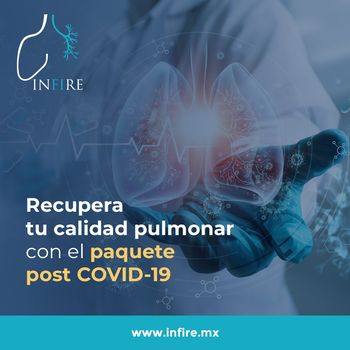 INFIRE
Recupera
tu calidad pulmonar
con el paquete
post COVID-19
www.infire.mx